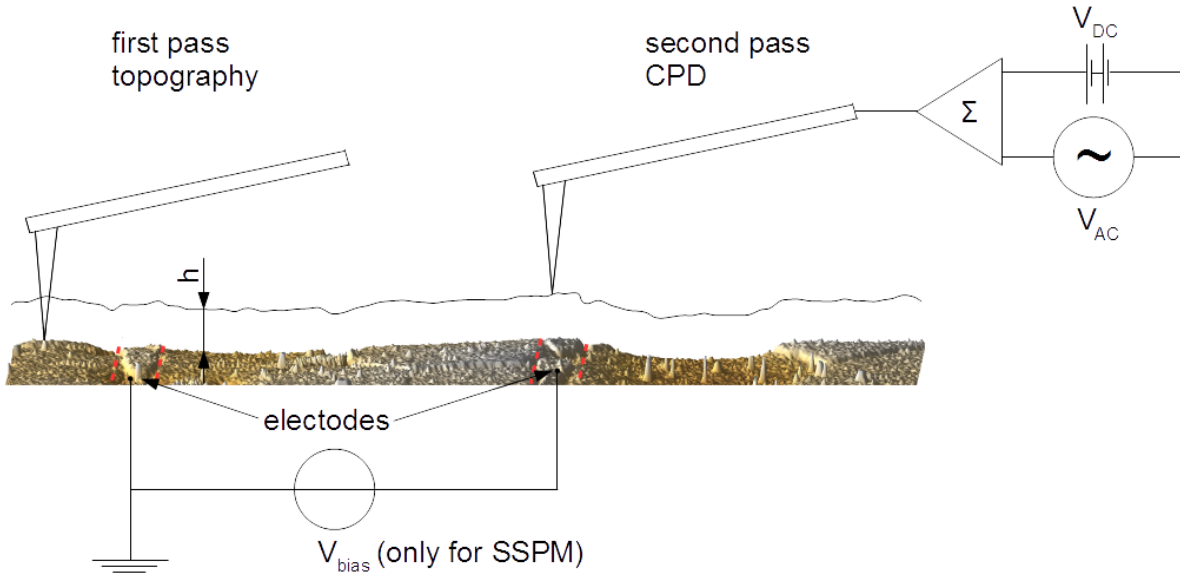 first pass
topography
second pass
CPD
V_DC
Σ
~
V_AC
h
electodes
V_bias (only for SSPM)